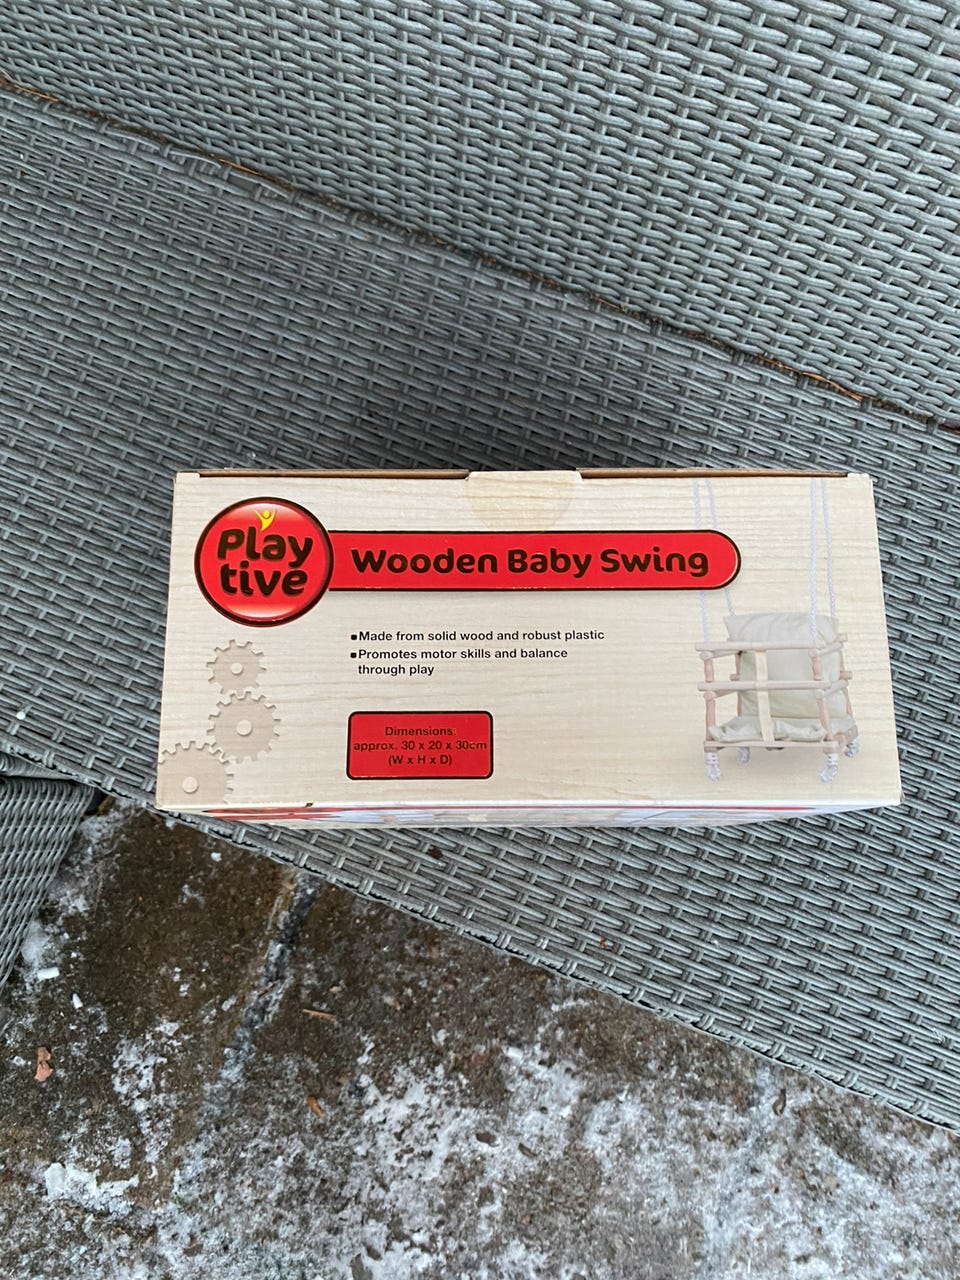 Play
tive
Wooden Baby Swing
▪Made from solid wood and robust plastic
▪Promotes motor skills and balance
through play
Dimensions:
approx. 30 x 20 x 30cm
(W x H x D)